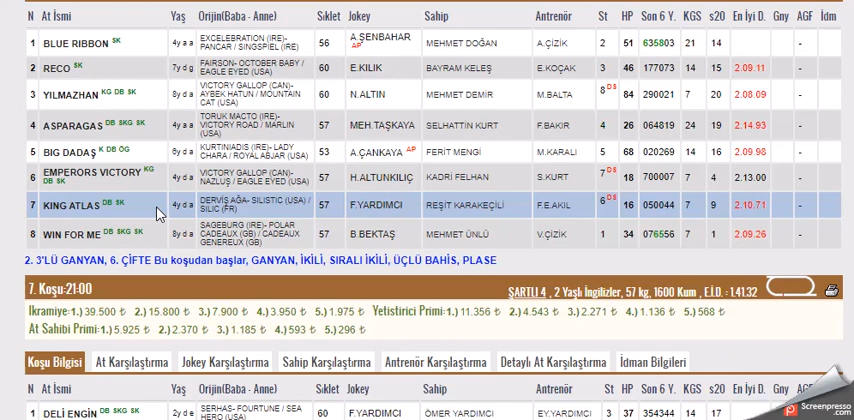 N At İsmi Yaş Orijin(Baba - Anne) Sıklet Jokey Sahip Antrenör St HP Son 6 Y. KGS s20 En İyi D. Gny AGF İdm
1 BLUE RIBBON SK 4y a a EXCELEBRATION (IRE)- PANCAR / SINGSPIEL (IRE) 56 A.ŞENBAHAR AP MEHMET DOĞAN A.ÇİZİK 2 51 635803 21 14 -
2 RECO SK 7y d g FAIRSON- OCTOBER BABY / EAGLE EYED (USA) 60 E.KILIK BAYRAM KELEŞ E.KOÇAK 3 46 177073 14 15 2.09.11 -
3 YILMAZHAN KG DB SK 8y d a VICTORY GALLOP (CAN)- AYBEK HATUN / MOUNTAIN CAT (USA) 60 N.ALTIN MEHMET DEMİR M.BALTA 8 DS 84 290021 7 20 2.08.09 -
4 ASPARAGAS DB SKG SK 4y a a TORUK MACTO (IRE)- VICTORY ROAD / MARLIN (USA) 57 MEH.TAŞKAYA SELHATTİN KURT F.BAKIR 4 26 064819 24 19 2.14.93 -
5 BIG DADAŞ K DB ÖG 6y d a KURTINIADIS (IRE)- LADY CHARA / ROYAL ABJAR (USA) 53 A.ÇANKAYA AP FERİT MENGİ M.KARALI 5 68 020269 14 16 2.09.98 -
6 EMPERORS VICTORY KG DB SK 4y d a VICTORY GALLOP (CAN)- NAZLUŞ / EAGLE EYED (USA) 57 H.ALTUNKILIÇ KADRİ FELHAN S.KURT 7 DS 18 700007 7 4 2.13.00 -
7 KING ATLAS DB SK 4y d a DERVİŞ AĞA- SILISTIC (USA) / SILIC (FR) 57 F.YARDIMCI REŞİT KARAKEÇİLİ F.E.AKIL 6 DS 16 050044 7 9 2.10.71 -
8 WIN FOR ME DB SKG SK 8y d a SAGEBURG (IRE)- POLAR CADEAUX (GB) / CADEAUX GENEREUX (GB) 57 B.BEKTAŞ MEHMET ÜNLÜ V.ÇİZİK 1 34 076556 7 1 2.09.26 -
2. 3'LÜ GANYAN, 6. ÇİFTE Bu koşudan başlar, GANYAN, İKİLİ, SIRALI İKİLİ, ÜÇLÜ BAHİS, PLASE
7. Koşu:21:00 ŞARTLI 4 , 2 Yaşlı İngilizler, 57 kg, 1600 Kum , E.İ.D. : 1.41.32
İkramiye:1.) 39.500 ₺ 2.) 15.800 ₺ 3.) 7.900 ₺ 4.) 3.950 ₺ 5.) 1.975 ₺ Yetistirici Primi:1.) 11.356 ₺ 2.) 4.543 ₺ 3.) 2.271 ₺ 4.) 1.136 ₺ 5.) 568 ₺
At Sahibi Primi:1.) 5.925 ₺ 2.) 2.370 ₺ 3.) 1.185 ₺ 4.) 593 ₺ 5.) 296 ₺
Koşu Bilgisi At Karşılaştırma Jokey Karşılaştırma Sahip Karşılaştırma Antrenör Karşılaştırma Detaylı At Karşılaştırma İdman Bilgileri
N At İsmi Yaş Orijin(Baba - Anne) Sıklet Jokey Sahip Antrenör St HP Son 6 Y. KGS s20 En İyi D. Gny
1 DELİ ENGİN DB SKG SK 2y d e SERHAS- FOURTUNE / SEA HERO (USA) 60 F.YARDIMCI ÖMER YARDIMCI EY.YARDIMCI 3 37 354344 14 17
Screenpresso.com